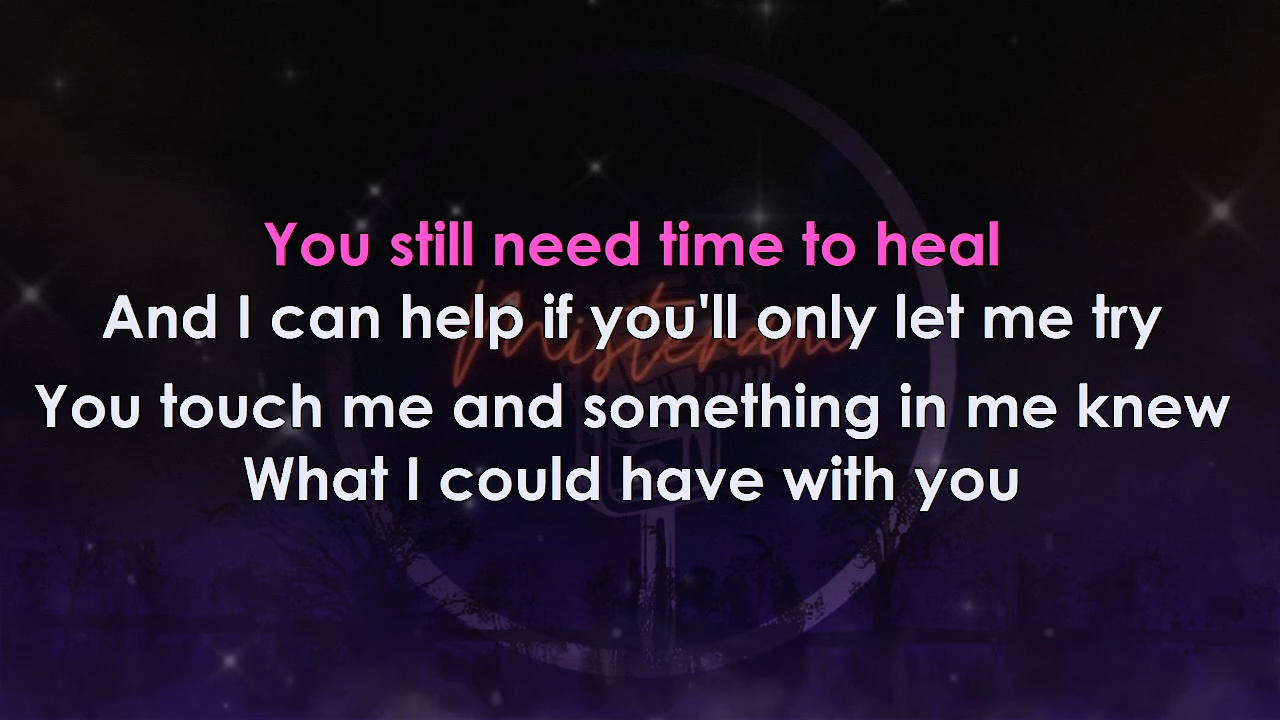 You still need time to heal
And I can help if you'll only let me try
Misteram
You touch me and something in me knew
What I could have with you